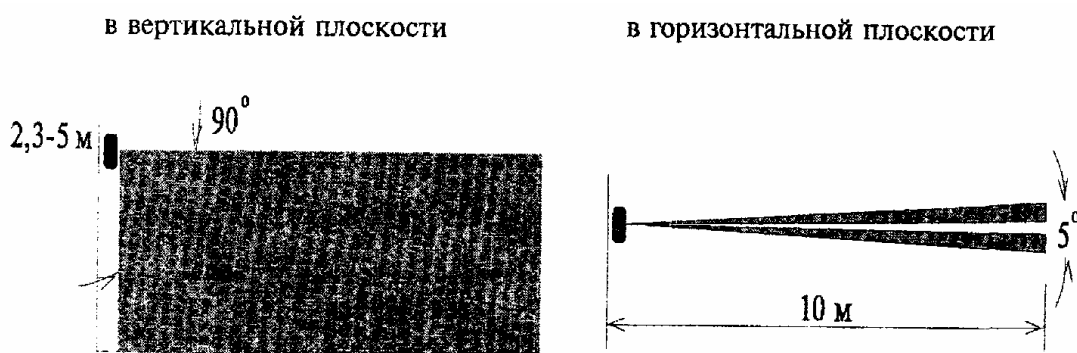 в вертикальной плоскости
в горизонтальной плоскости
90°
2,3-5 м
5°
10 м